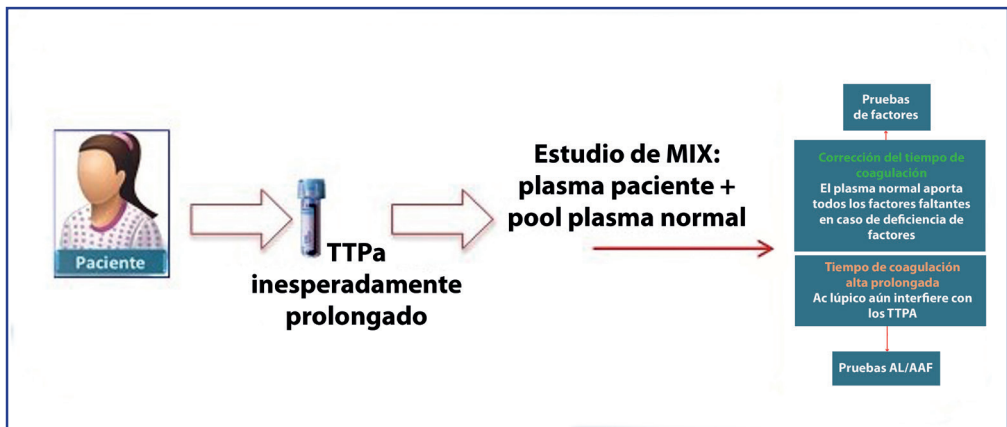 Paciente
TTPa
inesperadamente
prolongado
Estudio de MIX:
plasma paciente +
pool plasma normal
Pruebas
de factores
Corrección del tiempo de
coagulación
El plasma normal aporta
todos los factores faltantes
en caso de deficiencia de
factores
Tiempo de coagulación
alta prolongada
Ac lúpico aún interfiere con
los TTPA
Pruebas AL/AAF